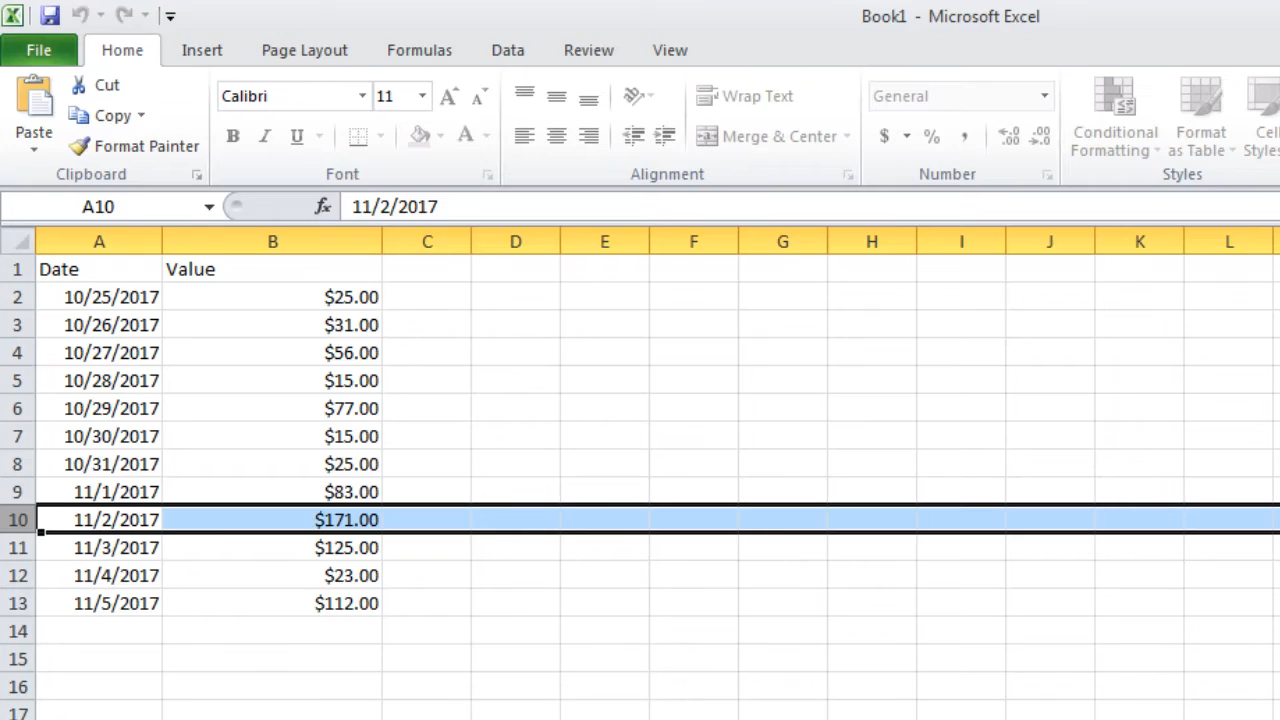 Book1 - Microsoft Excel
File Home Insert Page Layout Formulas Data Review View
Paste
Cut
Copy
Format Painter
Clipboard
Calibri 11
A A
B I U A
Font
Wrap Text
Merge & Center
Alignment
General
$ % , .0 .00 .00 .0
Number
Conditional Formatting
Format as Table
Cell Styles
Styles
A10 fx 11/2/2017
A B C D E F G H I J K L
1 Date Value
2 10/25/2017 $25.00
3 10/26/2017 $31.00
4 10/27/2017 $56.00
5 10/28/2017 $15.00
6 10/29/2017 $77.00
7 10/30/2017 $15.00
8 10/31/2017 $25.00
9 11/1/2017 $83.00
10 11/2/2017 $171.00
11 11/3/2017 $125.00
12 11/4/2017 $23.00
13 11/5/2017 $112.00
14
15
16
17